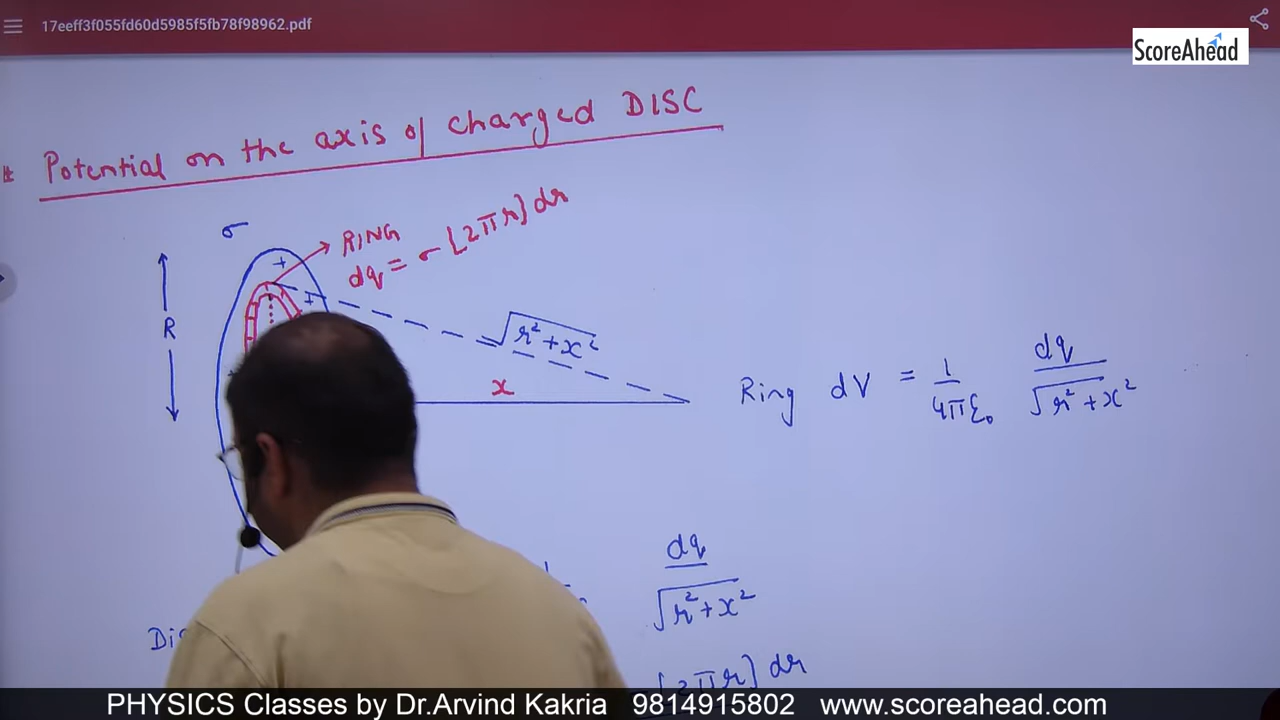 17eeff3f055fd60d5985f5fb78f98962.pdf
ScoreAhead
* Potential on the axis of charged DISC
σ
RING
dq = σ [2πr] dr
+
+
R
√r²+x²
x
Ring dV = 1/4πξ₀ dq/√r²+x²
dq/√r²+x²
[2πr] dr
PHYSICS Classes by Dr.Arvind Kakria 9814915802 www.scoreahead.com